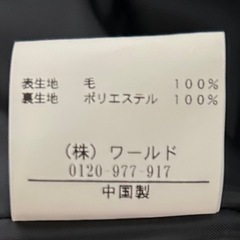 表生地 毛 100%
裏生地 ポリエステル 100%
(株) ワールド
0120-977-917
中国製